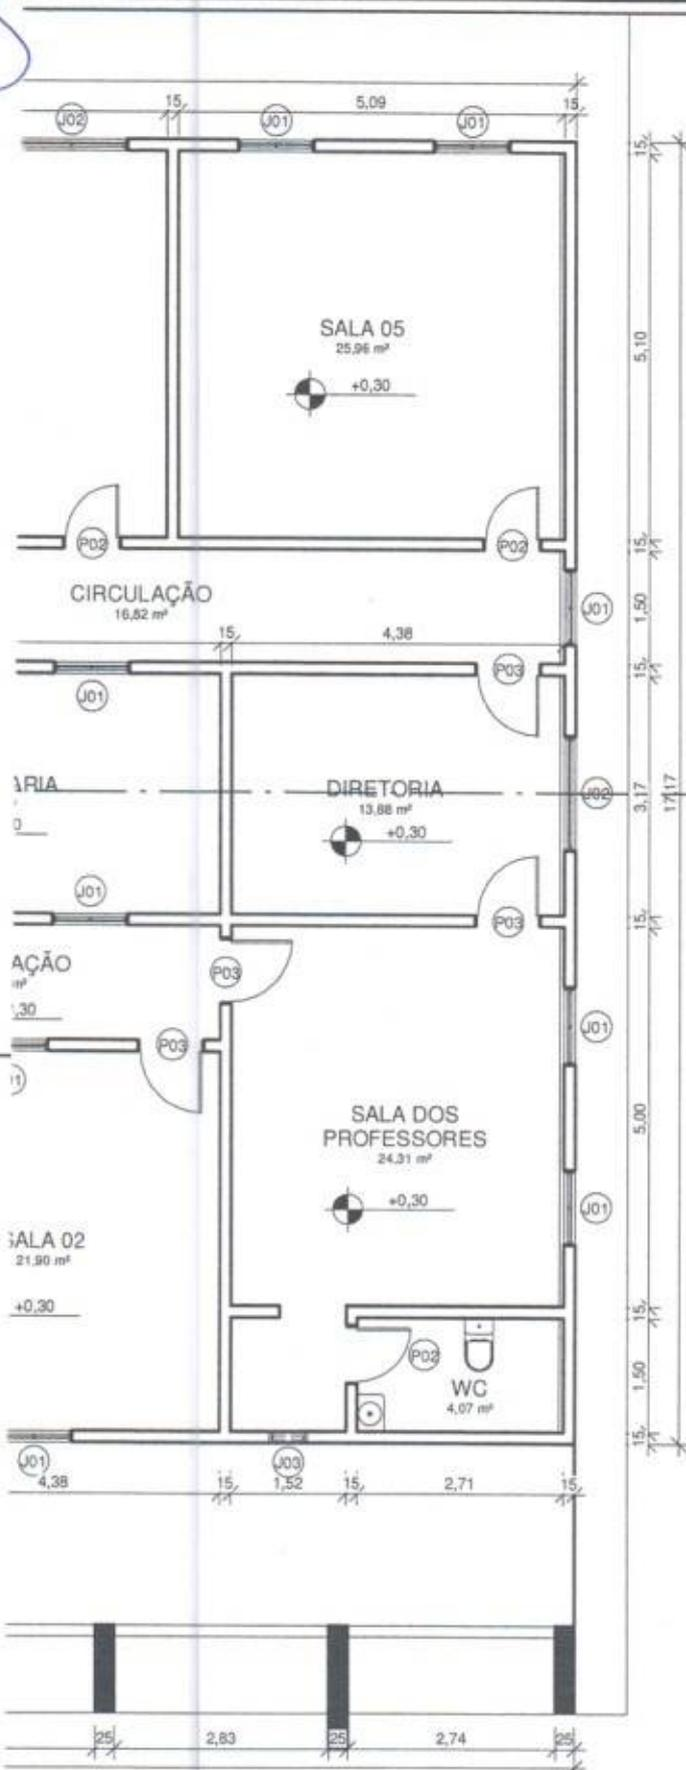 15 5,09 15
J02 J01 J01
15
SALA 05
25,96 m²
+0,30
5,10
P02 P02
15
CIRCULAÇÃO
16,82 m²
J01
1,50
15 4,38
15
P03
J01
ARIA
DIRETORIA
13,88 m²
+0,30
J02
3,17
17,17
J01
P03
15
AÇÃO
m²
,30
P03
P03
J01
SALA DOS
PROFESSORES
24,31 m²
+0,30
5,00
J01
SALA 02
21,90 m²
+0,30
15
P02
WC
4,07 m²
1,50
15
J01 J03
4,38 15 1,52 15 2,71 15
25 2,83 25 2,74 25